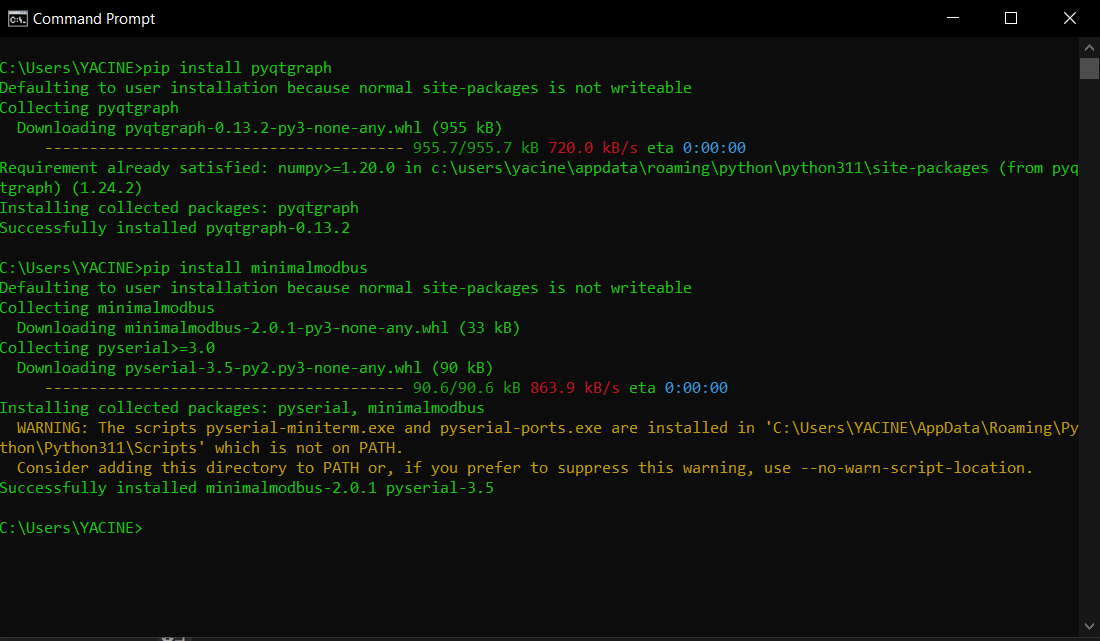 Command Prompt
C:\Users\YACINE>pip install pyqtgraph
Defaulting to user installation because normal site-packages is not writeable
Collecting pyqtgraph
  Downloading pyqtgraph-0.13.2-py3-none-any.whl (955 kB)
     ---------------------------------------- 955.7/955.7 kB 720.0 kB/s eta 0:00:00
Requirement already satisfied: numpy>=1.20.0 in c:\users\yacine\appdata\roaming\python\python311\site-packages (from pyq
tgraph) (1.24.2)
Installing collected packages: pyqtgraph
Successfully installed pyqtgraph-0.13.2
C:\Users\YACINE>pip install minimalmodbus
Defaulting to user installation because normal site-packages is not writeable
Collecting minimalmodbus
  Downloading minimalmodbus-2.0.1-py3-none-any.whl (33 kB)
Collecting pyserial>=3.0
  Downloading pyserial-3.5-py2.py3-none-any.whl (90 kB)
     ---------------------------------------- 90.6/90.6 kB 863.9 kB/s eta 0:00:00
Installing collected packages: pyserial, minimalmodbus
  WARNING: The scripts pyserial-miniterm.exe and pyserial-ports.exe are installed in 'C:\Users\YACINE\AppData\Roaming\Py
thon\Python311\Scripts' which is not on PATH.
  Consider adding this directory to PATH or, if you prefer to suppress this warning, use --no-warn-script-location.
Successfully installed minimalmodbus-2.0.1 pyserial-3.5
C:\Users\YACINE>